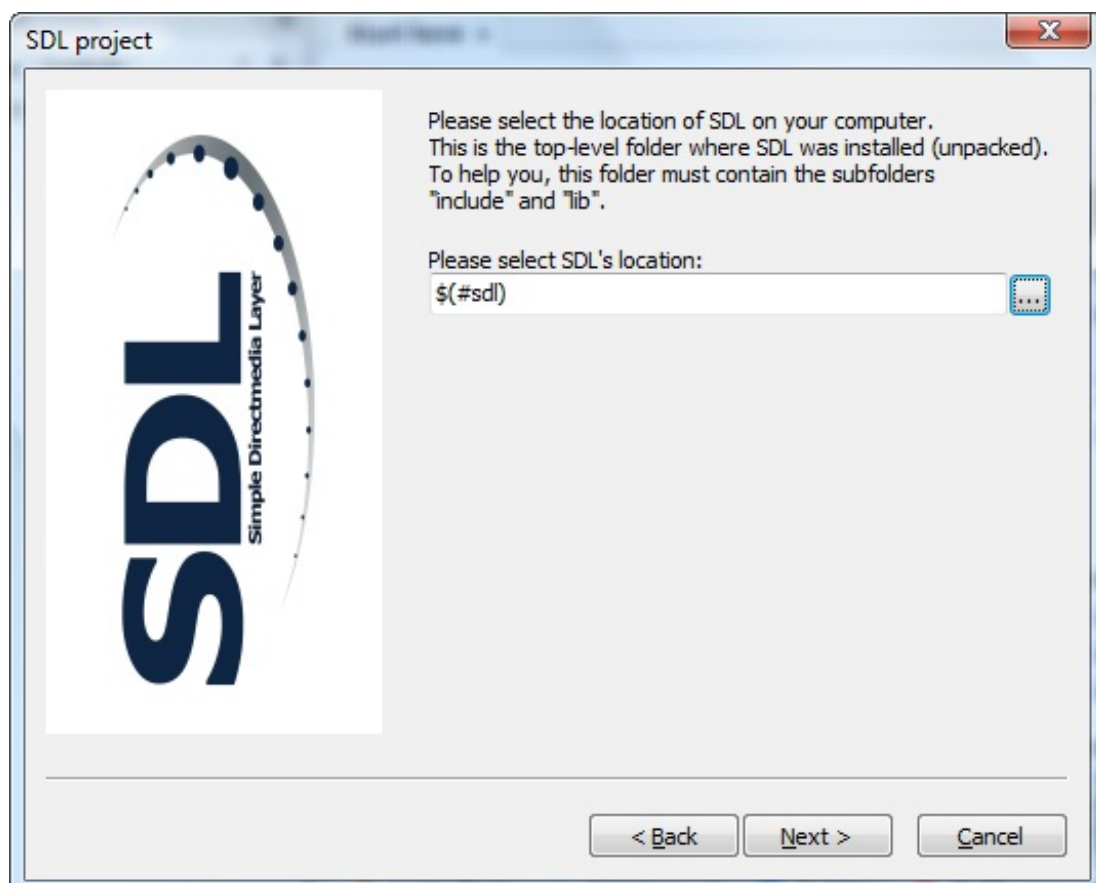 SDL project
Please select the location of SDL on your computer.
This is the top-level folder where SDL was installed (unpacked).
To help you, this folder must contain the subfolders
"include" and "lib".
Please select SDL's location:
$(#sdl)
...
SDL
Simple Directmedia Layer
< Back
Next >
Cancel